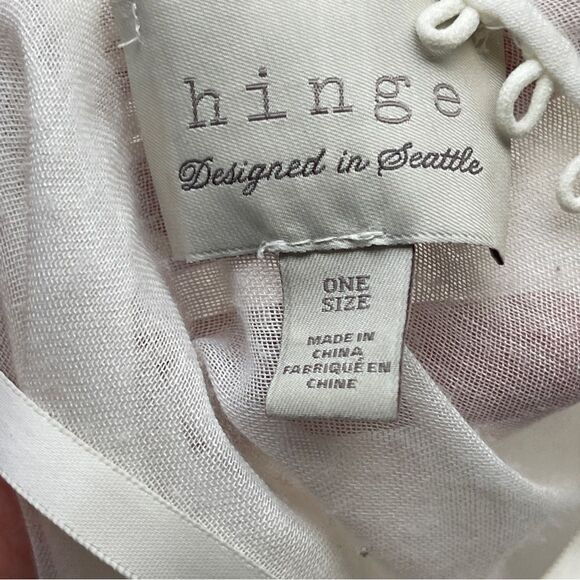 hinge
Designed in Seattle
ONE
SIZE
MADE IN
CHINA
FABRIQUÉ EN
CHINE